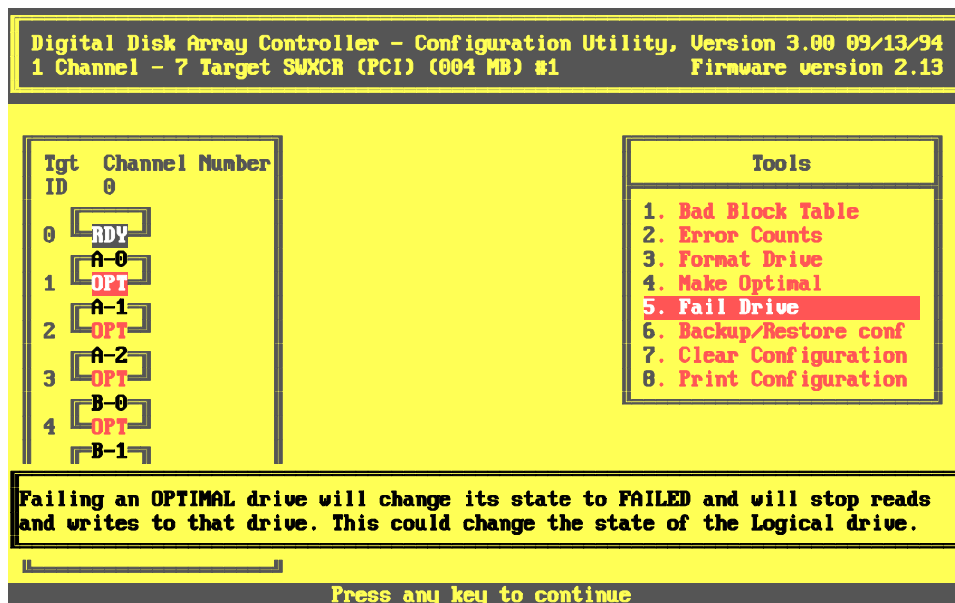 Digital Disk Array Controller - Configuration Utility, Version 3.00 09/13/94
1 Channel - 7 Target SWXCR (PCI) (004 MB) #1 Firmware version 2.13
Tgt Channel Number
ID 0
0 RDY
A-0
1 OPT
A-1
2 OPT
A-2
3 OPT
B-0
4 OPT
B-1
Tools
1. Bad Block Table
2. Error Counts
3. Format Drive
4. Make Optimal
5. Fail Drive
6. Backup/Restore conf
7. Clear Configuration
8. Print Configuration
Failing an OPTIMAL drive will change its state to FAILED and will stop reads
and writes to that drive. This could change the state of the Logical drive.
Press any key to continue